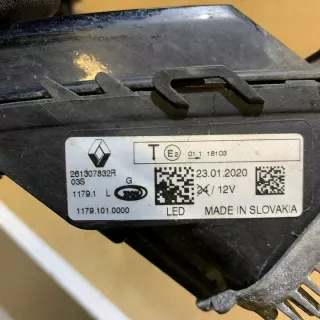 T E2 01 1 18103
261307832R
03S
G
1179.1 L
23.01.2020
24/12V
1179.101.0000
LED MADE IN SLOVAKIA